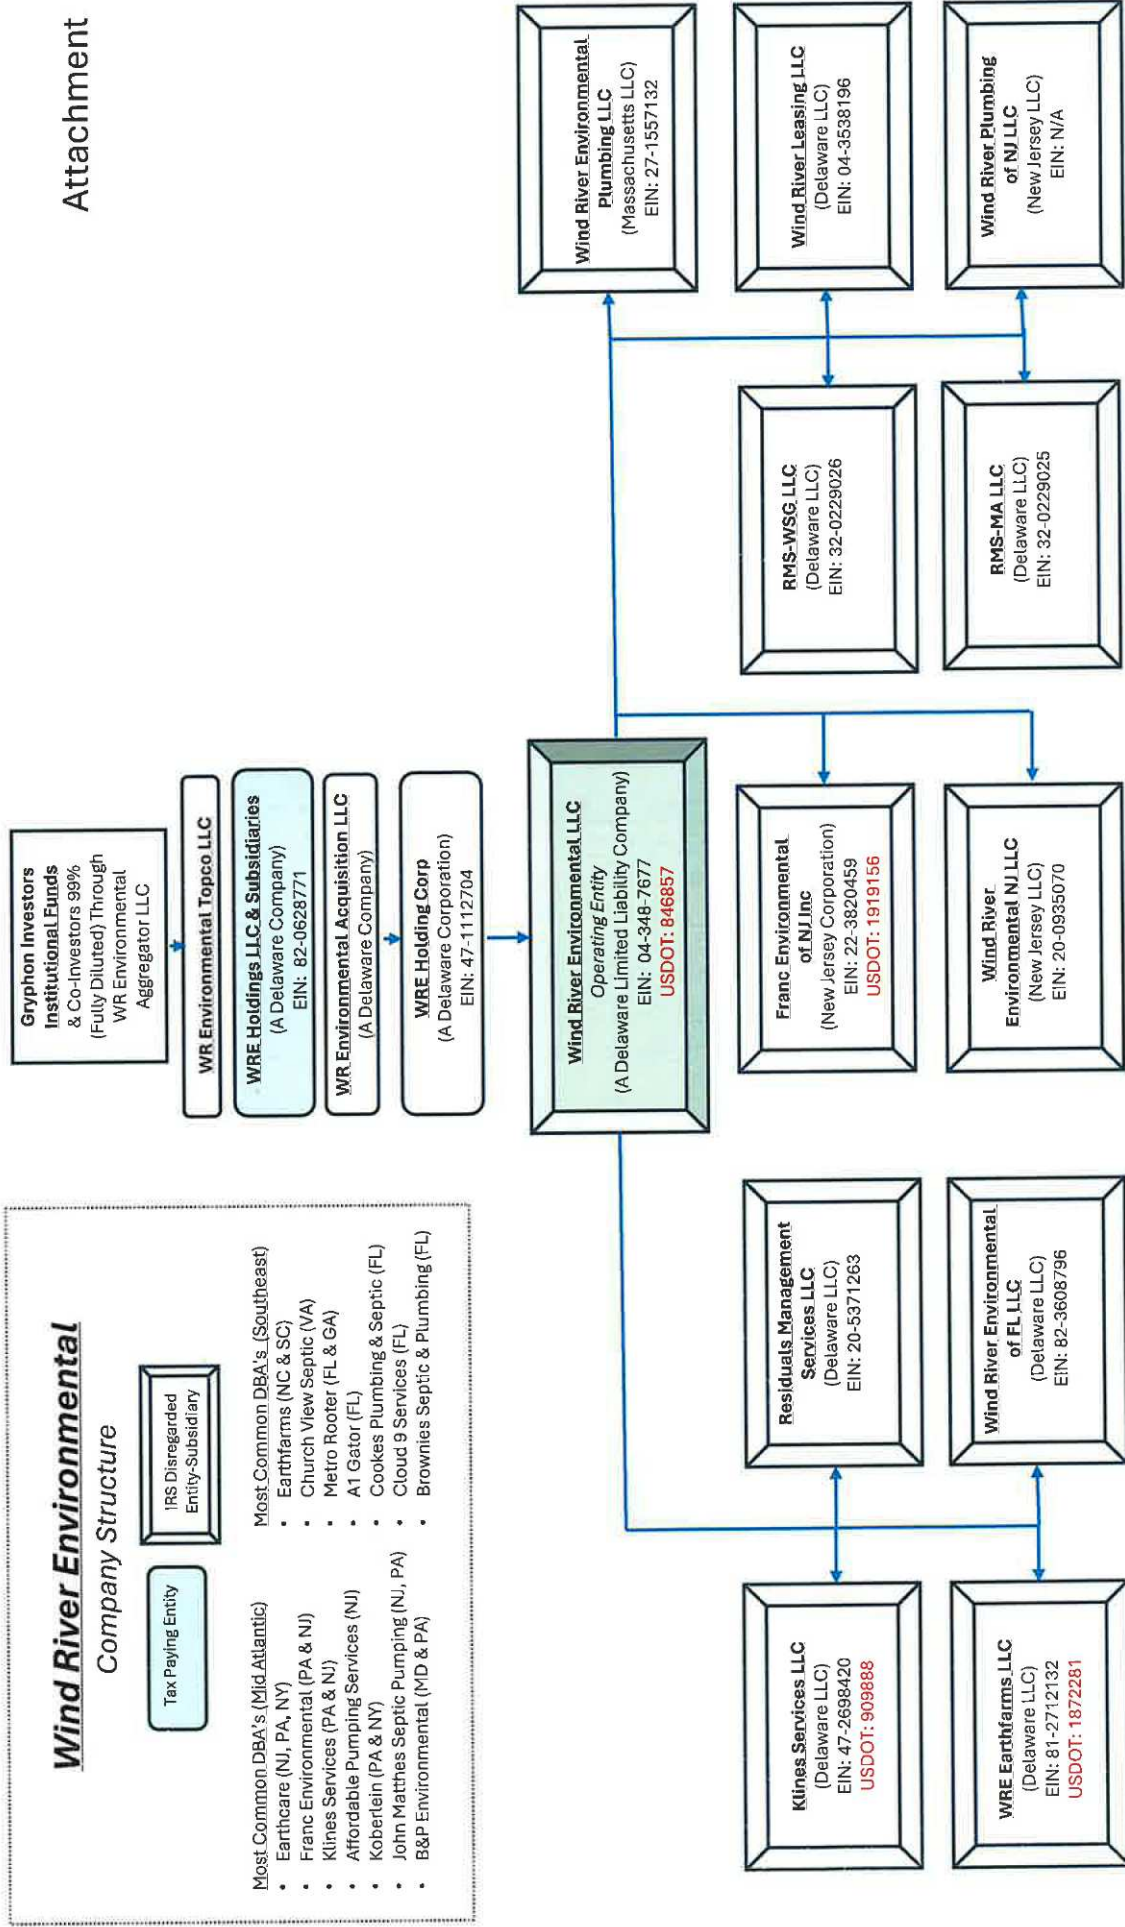 Attachment
Wind River Environmental
Company Structure
Tax Paying Entity
IRS Disregarded
Entity-Subsidiary
Most Common DBA's (Mid Atlantic)
• Earthcare (NJ, PA, NY)
• Franc Environmental (PA & NJ)
• Klines Services (PA & NJ)
• Affordable Pumping Services (NJ)
• Koberlein (PA & NY)
• John Matthes Septic Pumping (NJ, PA)
• B&P Environmental (MD & PA)
Most Common DBA's (Southeast)
• Earthfarms (NC & SC)
• Church View Septic (VA)
• Metro Rooter (FL & GA)
• A1 Gator (FL)
• Cookes Plumbing & Septic (FL)
• Cloud 9 Services (FL)
• Brownies Septic & Plumbing (FL)
Gryphon Investors
Institutional Funds
& Co-Investors 99%
(Fully Diluted) Through
WR Environmental
Aggregator LLC
WR Environmental Topco LLC
WRE Holdings LLC & Subsidiaries
(A Delaware Company)
EIN: 82-0628771
WR Environmental Acquisition LLC
(A Delaware Company)
WRE Holding Corp
(A Delaware Corporation)
EIN: 47-1112704
Wind River Environmental LLC
Operating Entity
(A Delaware Limited Liability Company)
EIN: 04-348-7677
USDOT: 846857
Wind River Environmental
Plumbing LLC
(Massachusetts LLC)
EIN: 27-1557132
Klines Services LLC
(Delaware LLC)
EIN: 47-2698420
USDOT: 909888
Residuals Management
Services LLC
(Delaware LLC)
EIN: 20-5371263
Franc Environmental
of NJ Inc
(New Jersey Corporation)
EIN: 22-3820459
USDOT: 1919156
RMS-WSG LLC
(Delaware LLC)
EIN: 32-0229026
Wind River Leasing LLC
(Delaware LLC)
EIN: 04-3538196
WRE Earthfarms LLC
(Delaware LLC)
EIN: 81-2712132
USDOT: 1872281
Wind River Environmental
of FL LLC
(Delaware LLC)
EIN: 82-3608796
Wind River
Environmental NJ LLC
(New Jersey LLC)
EIN: 20-0935070
RMS-MA LLC
(Delaware LLC)
EIN: 32-0229025
Wind River Plumbing
of NJ LLC
(New Jersey LLC)
EIN: N/A